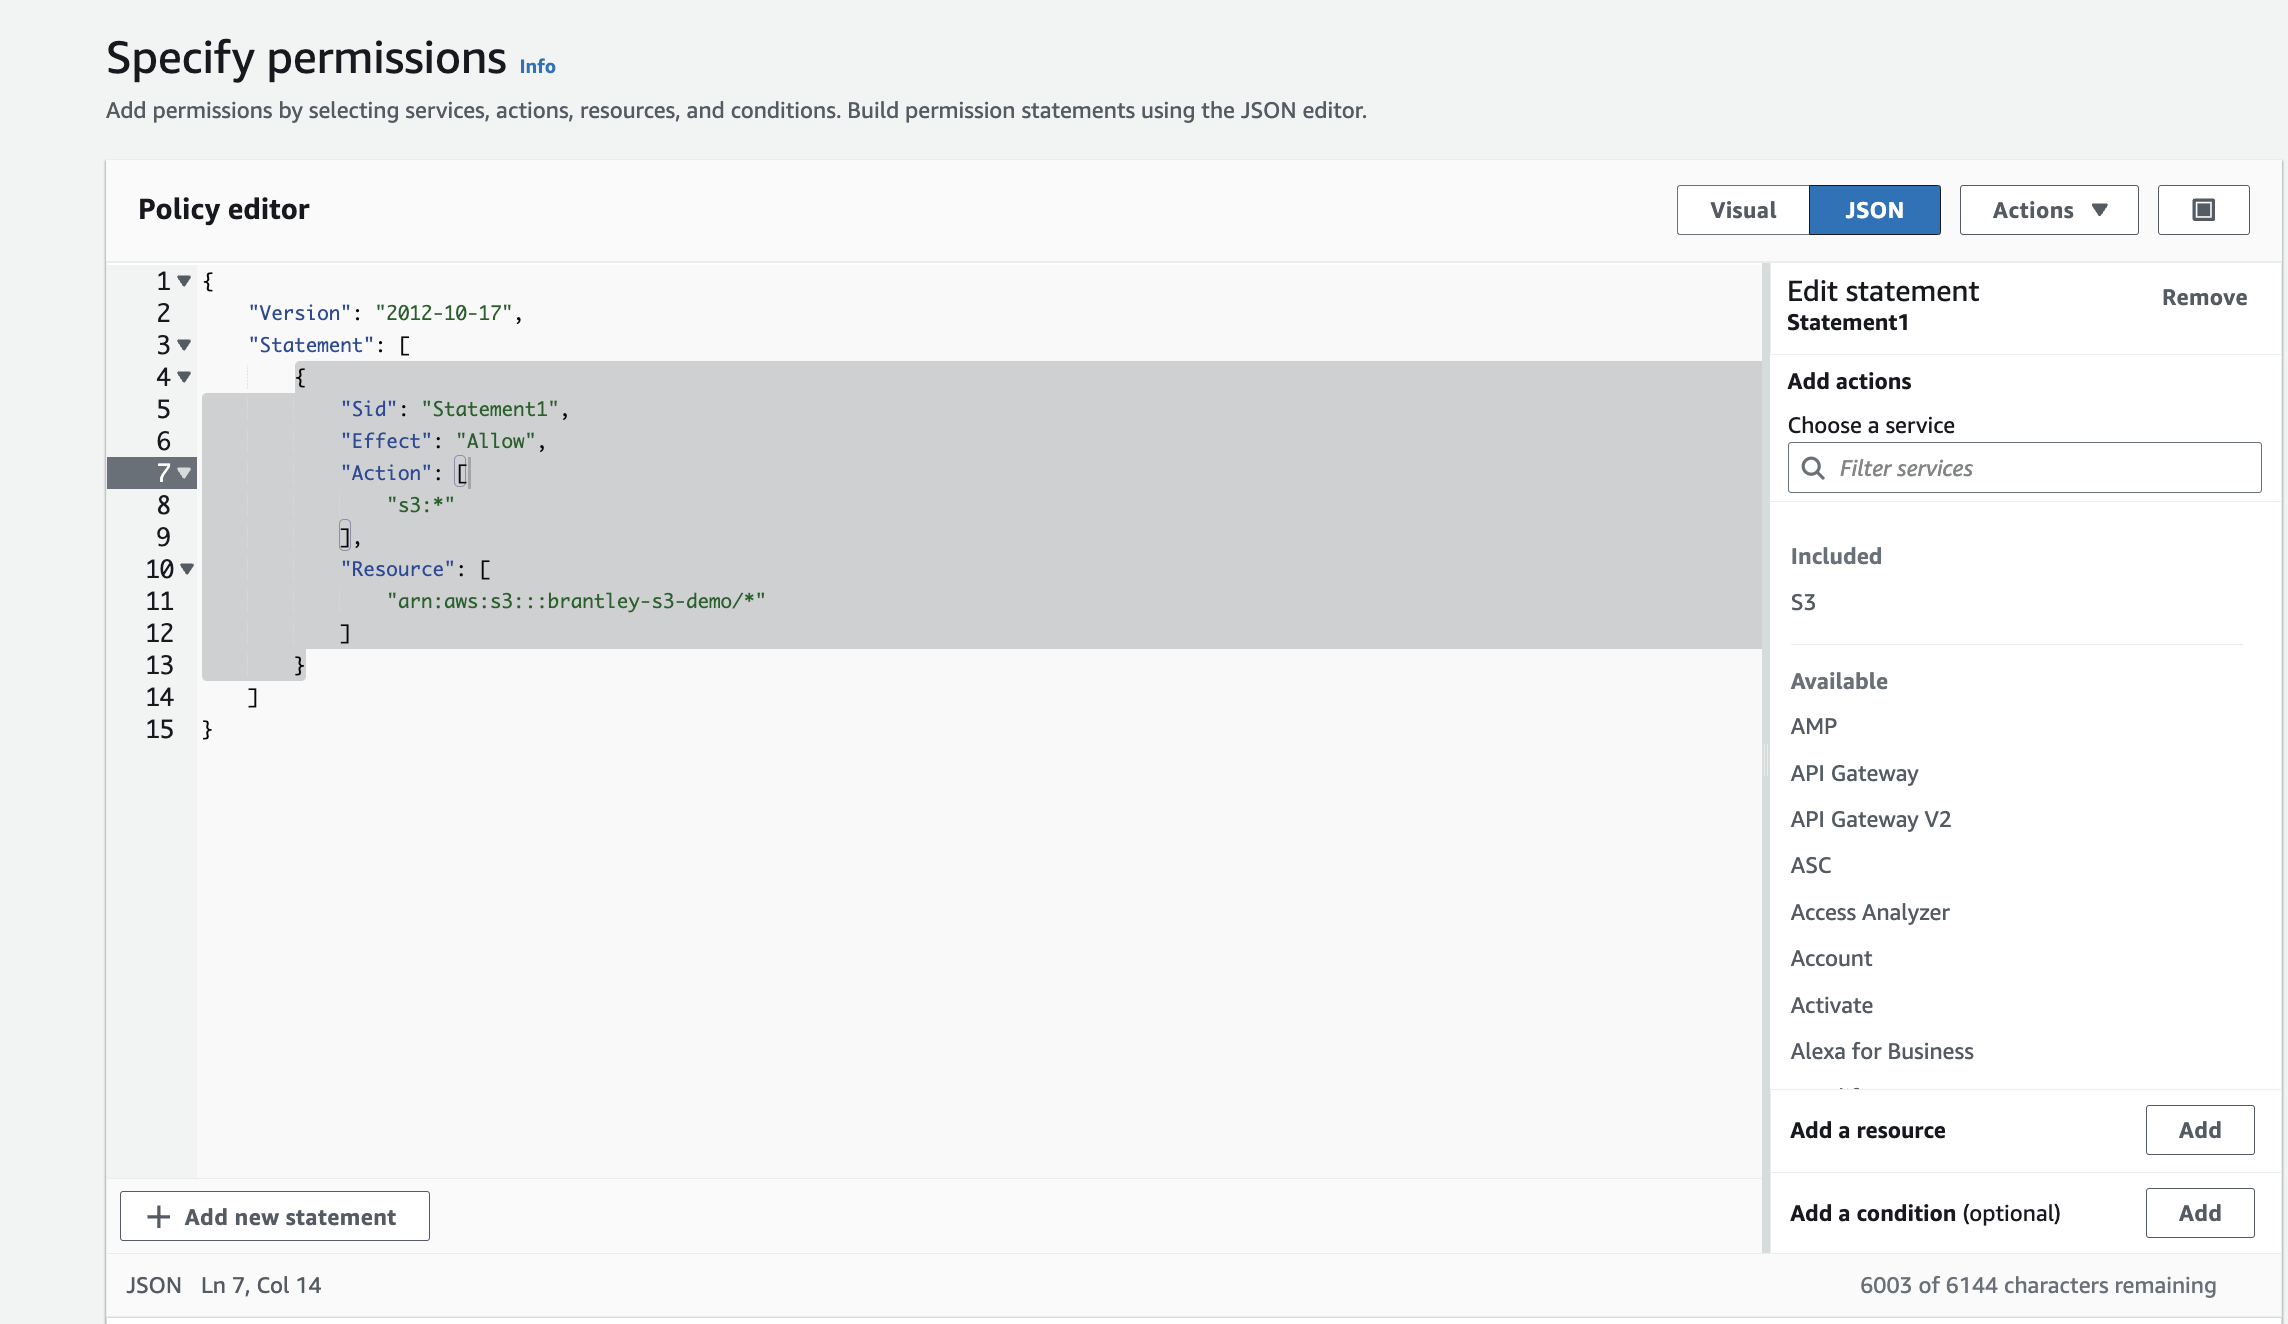 Specify permissions Info
Add permissions by selecting services, actions, resources, and conditions. Build permission statements using the JSON editor.
Policy editor
Visual
JSON
Actions
1 {
2 "Version": "2012-10-17",
3 "Statement": [
4 {
5 "Sid": "Statement1",
6 "Effect": "Allow",
7 "Action": [
8 "s3:*"
9 ],
10 "Resource": [
11 "arn:aws:s3:::brantley-s3-demo/*"
12 ]
13 }
14 ]
15 }
+ Add new statement
JSON Ln 7, Col 14
Edit statement
Remove
Statement1
Add actions
Choose a service
Filter services
Included
S3
Available
AMP
API Gateway
API Gateway V2
ASC
Access Analyzer
Account
Activate
Alexa for Business
Add a resource
Add
Add a condition (optional)
Add
6003 of 6144 characters remaining